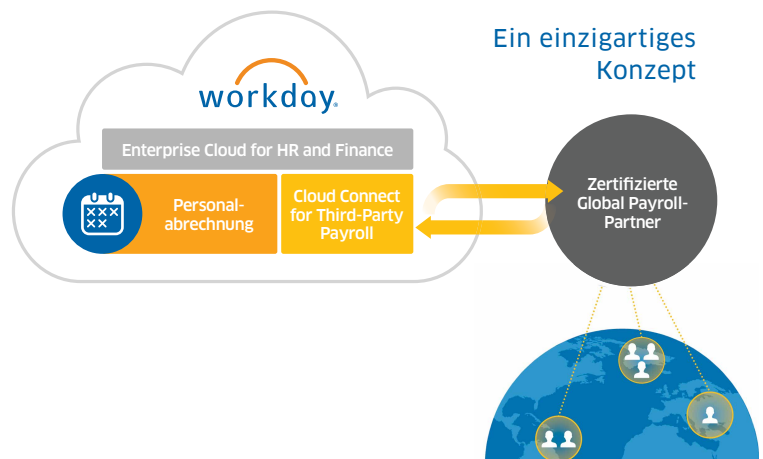 Ein einzigartiges
Konzept
workday.
Enterprise Cloud for HR and Finance
Personal-
abrechnung
Cloud Connect
for Third-Party
Payroll
Zertifizierte
Global Payroll-
Partner